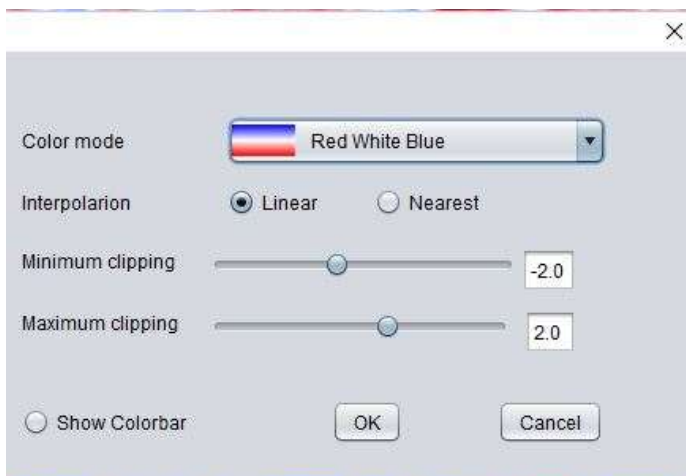 Color mode Red White Blue
Interpolarion Linear Nearest
Minimum clipping -2.0
Maximum clipping 2.0
Show Colorbar OK Cancel